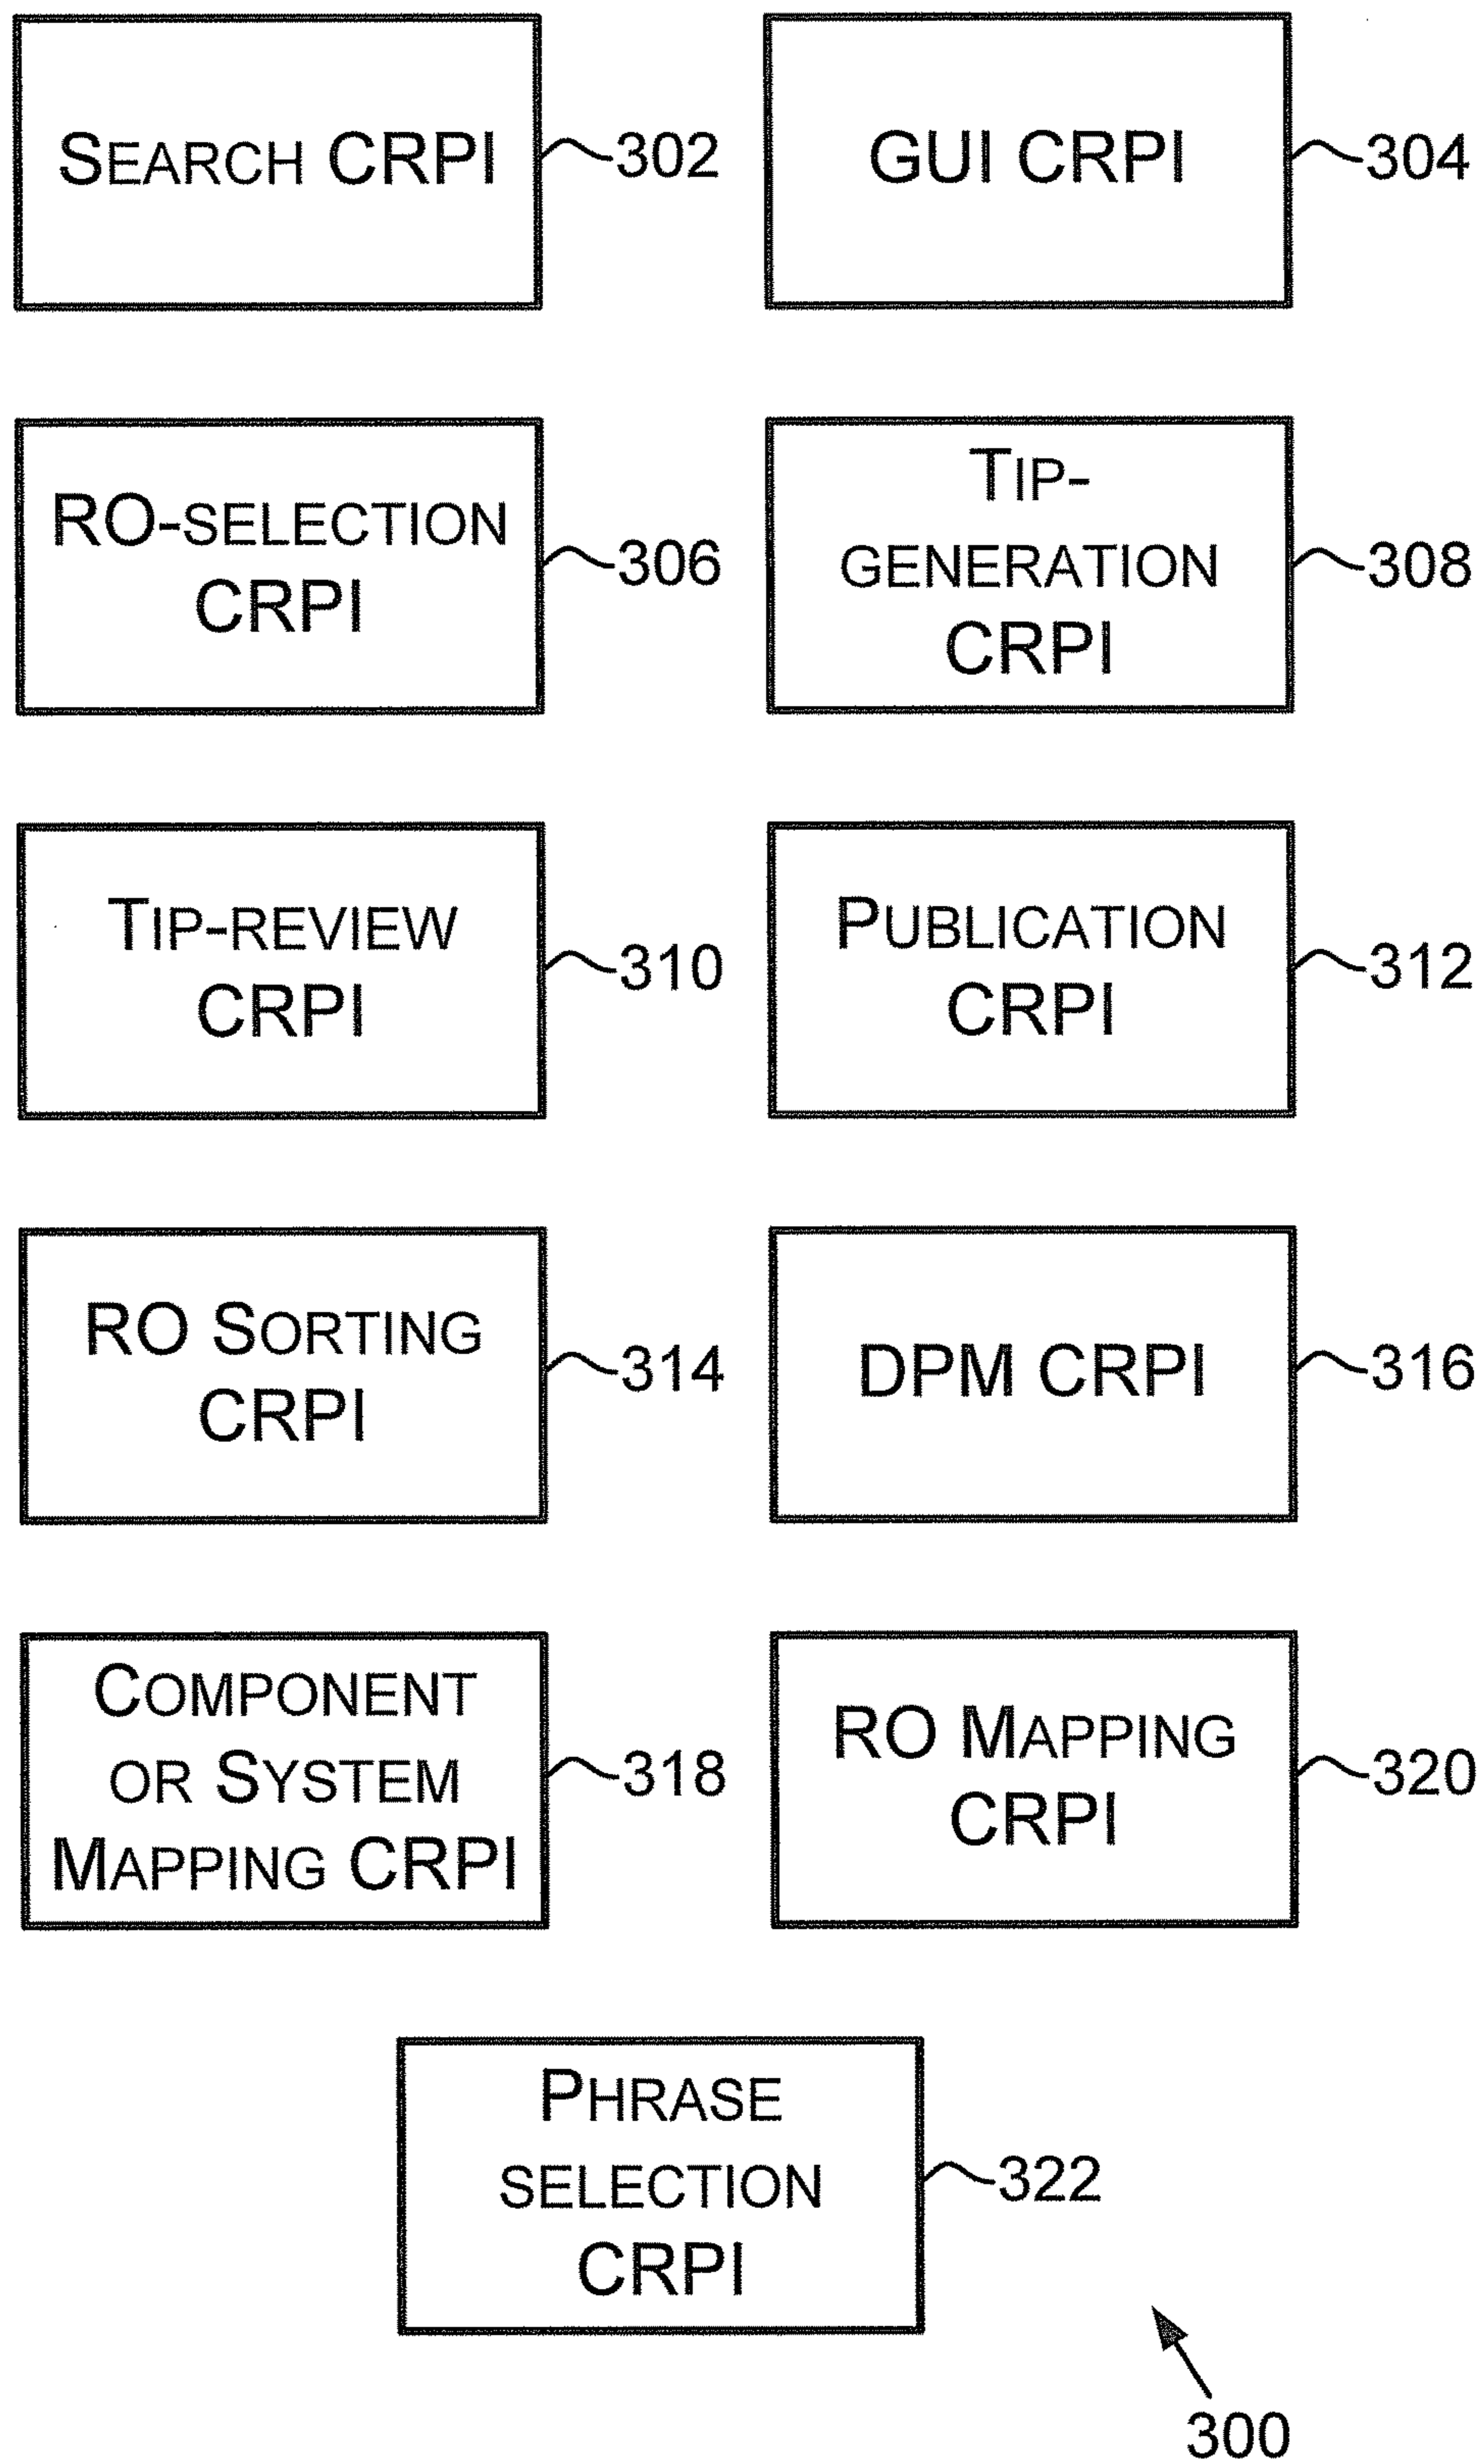 SEARCH CRPI
302
GUI CRPI
304
RO-SELECTION
CRPI
306
TIP-
GENERATION
CRPI
308
TIP-REVIEW
CRPI
310
PUBLICATION
CRPI
312
RO SORTING
CRPI
314
DPM CRPI
316
COMPONENT
OR SYSTEM
MAPPING CRPI
318
RO MAPPING
CRPI
320
PHRASE
SELECTION
CRPI
322
300